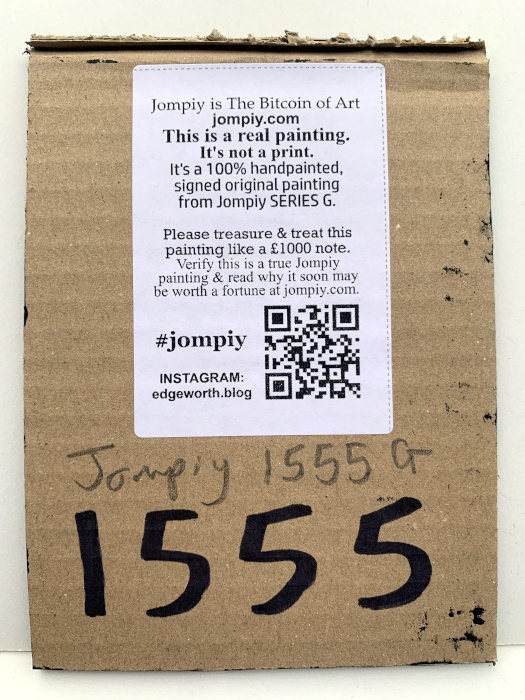 Jompiy is The Bitcoin of Art
jompiy.com
This is a real painting.
It's not a print.
It's a 100% handpainted,
signed original painting
from Jompiy SERIES G.
Please treasure & treat this
painting like a £1000 note.
Verify this is a true Jompiy
painting & read why it soon may
be worth a fortune at jompiy.com.
#jompiy
INSTAGRAM:
edgeworth.blog
Jompiy 1555 G
1555